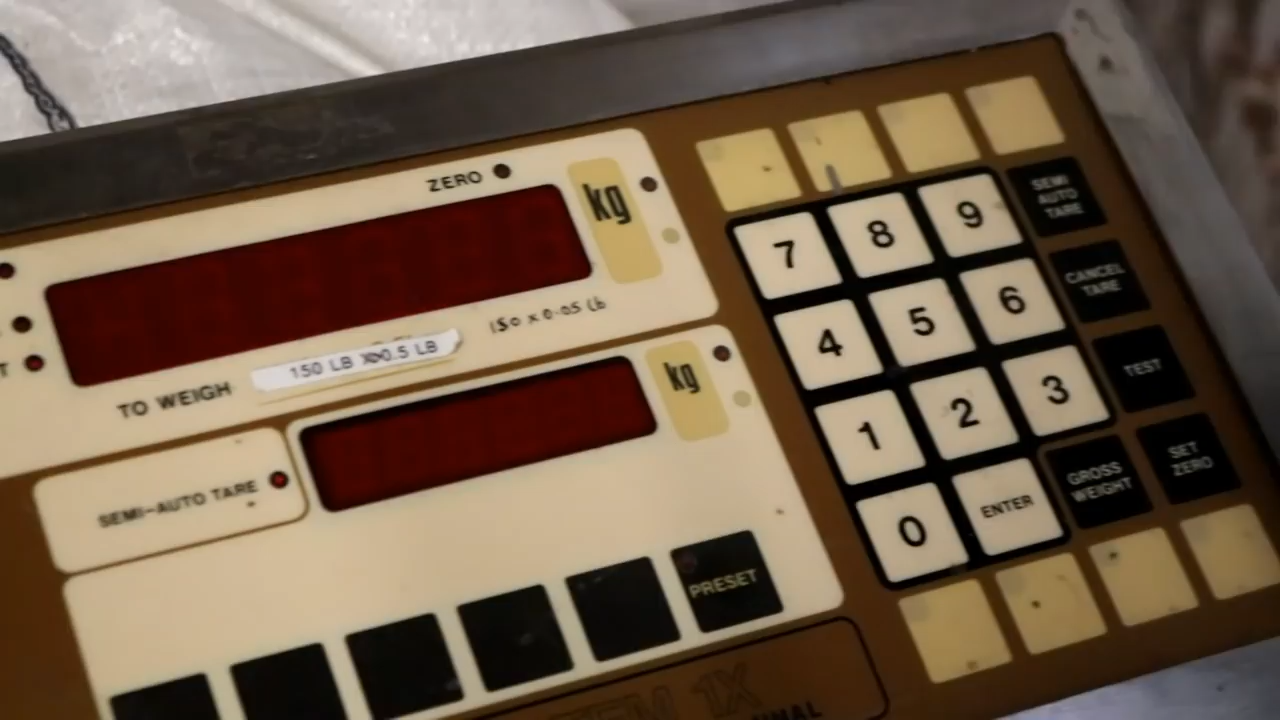 ZERO
kg
150 x 0.05 lb
150 LB X 0.5 LB
TO WEIGH
kg
SEMI-AUTO TARE
PRESET
1X
7 8 9
SEMI
AUTO
TARE
4 5 6
CANCEL
TARE
1 2 3
TEST
0 ENTER
GROSS
WEIGHT
SET
ZERO